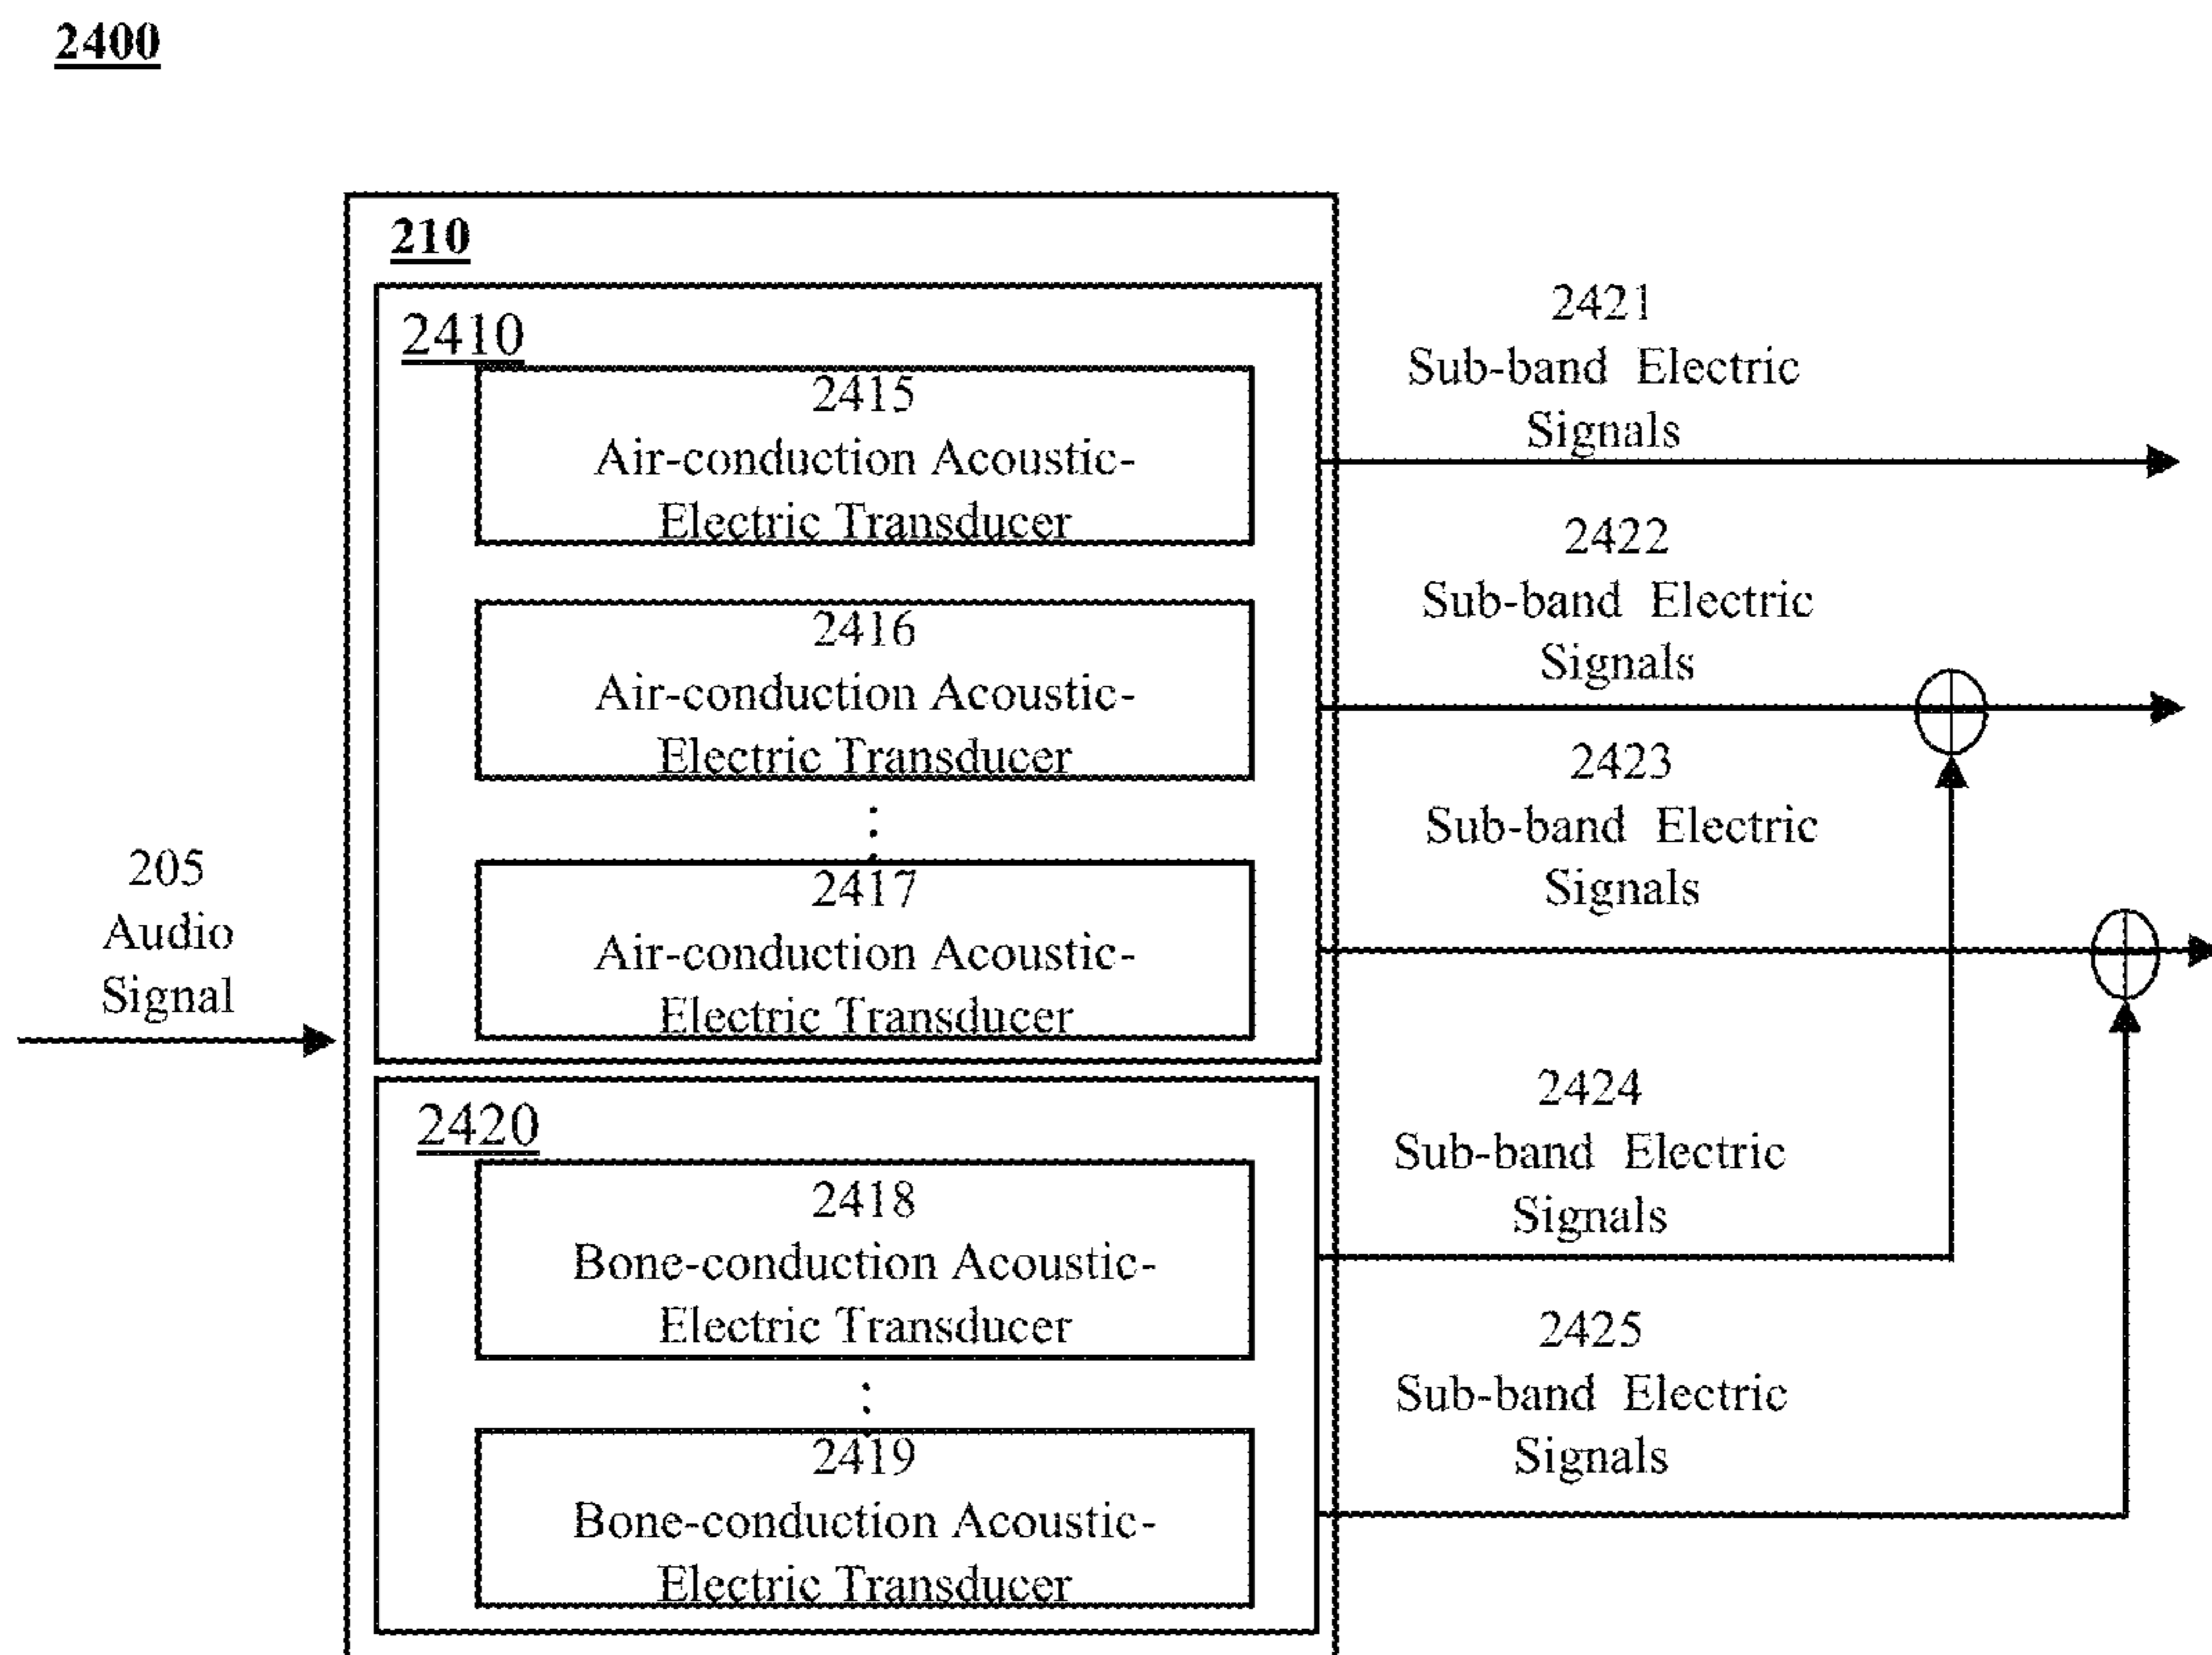 2400
210
2410
2415
Air-conduction Acoustic-
Electric Transducer
2416
Air-conduction Acoustic-
Electric Transducer
2417
Air-conduction Acoustic-
Electric Transducer
2420
2418
Bone-conduction Acoustic-
Electric Transducer
2419
Bone-conduction Acoustic-
Electric Transducer
205
Audio
Signal
2421
Sub-band Electric
Signals
2422
Sub-band Electric
Signals
2423
Sub-band Electric
Signals
2424
Sub-band Electric
Signals
2425
Sub-band Electric
Signals